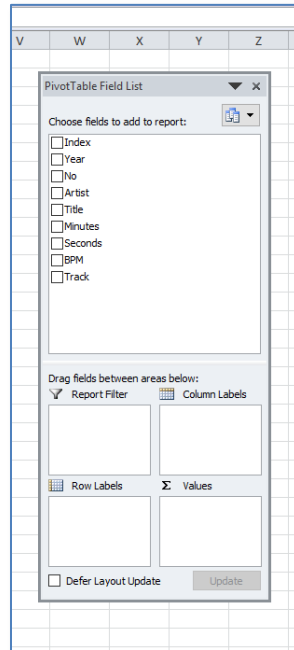 V W X Y Z
PivotTable Field List
Choose fields to add to report:
Index
Year
No
Artist
Title
Minutes
Seconds
BPM
Track
Drag fields between areas below:
Report Filter Column Labels
Row Labels Σ Values
Defer Layout Update Update